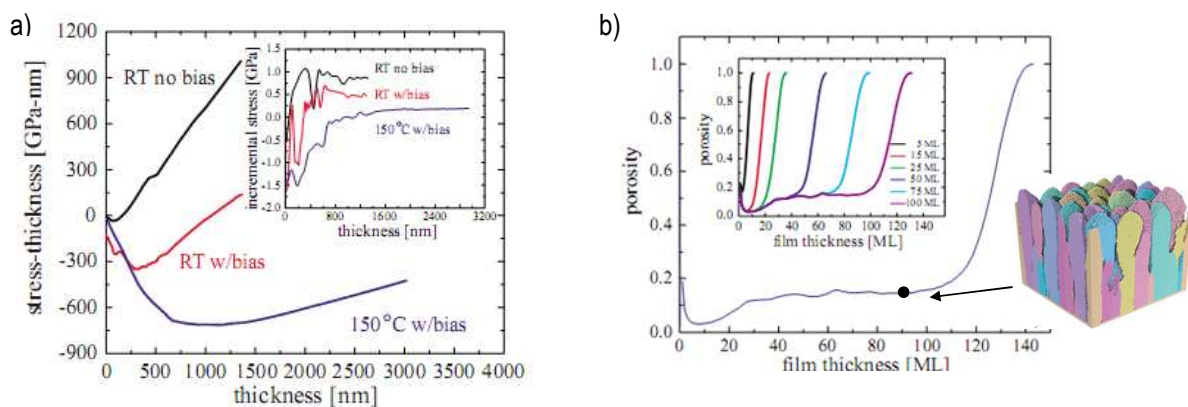 a)
stress-thickness [GPa-nm]
1200
1000
750
500
250
0
-300
-600
-750
-900
0 500 1000 1500 2000 2500 3000 3500 4000
thickness [nm]
RT no bias
RT w/bias
150°C w/bias
incremental stress [GPa]
1.5
1.0
0.5
0.0
-0.5
-1.0
-1.5
-2.0
0 800 1600 2400 3200
thickness [nm]
RT no bias
RT w/bias
150°C w/bias
b)
porosity
1.0
0.8
0.6
0.4
0.2
0.0
0 20 40 60 80 100 120 140
film thickness [ML]
porosity
1.0
0.8
0.6
0.4
0.2
0.0
0 20 40 60 80 100 120 140
film thickness [ML]
5 ML
15 ML
25 ML
50 ML
75 ML
100 ML